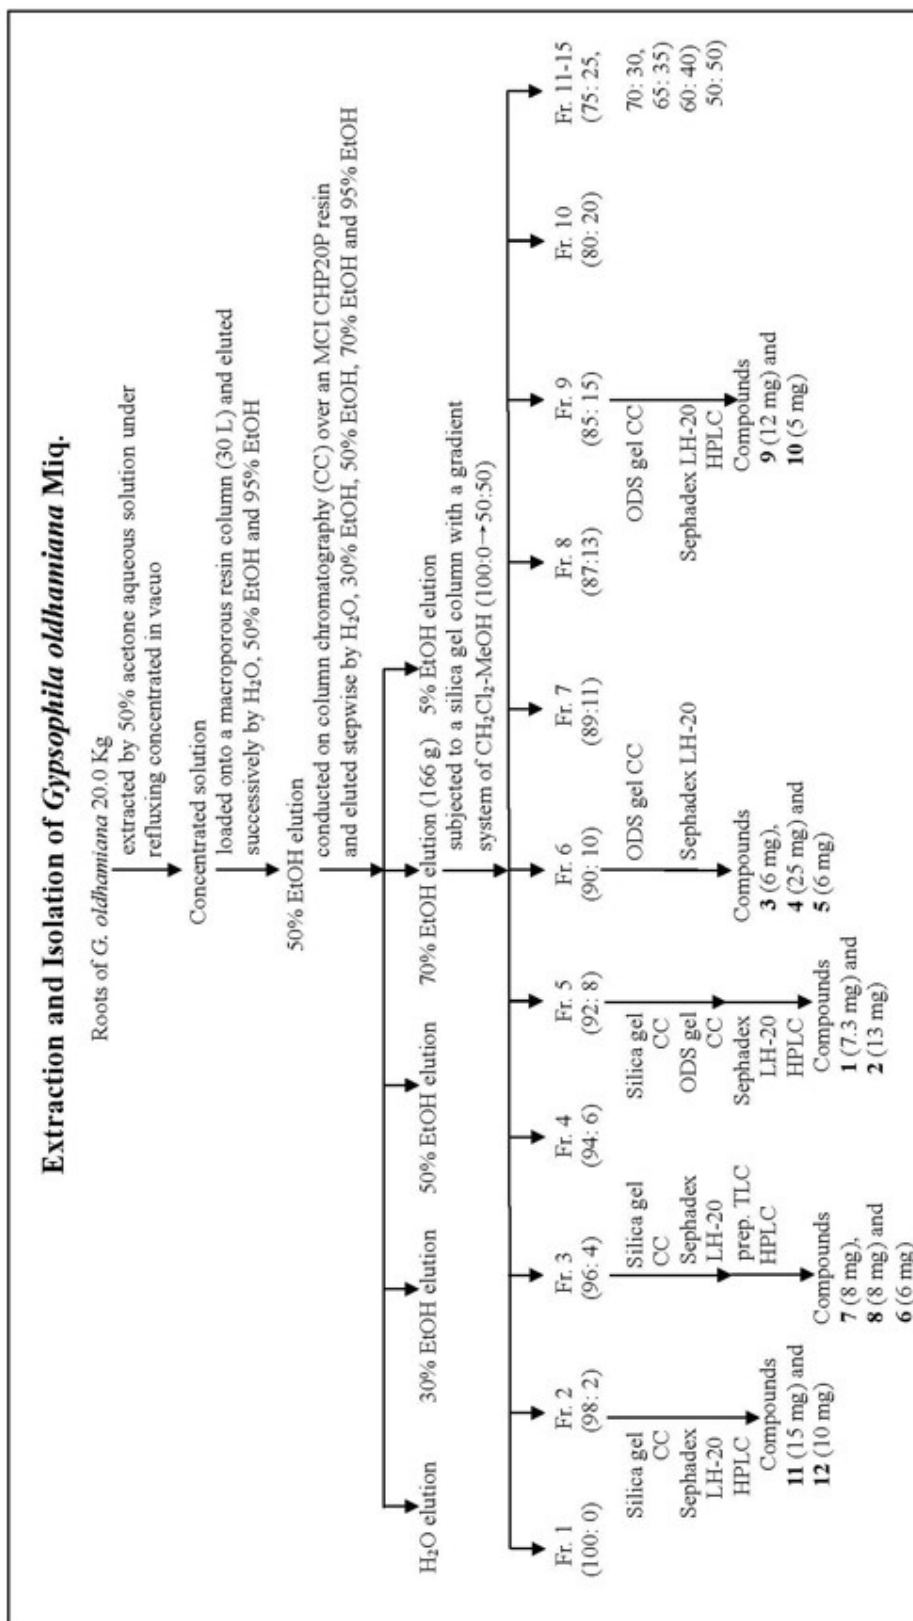 Extraction and Isolation of Gypsophila oldhamiana Miq.
Roots of G. oldhamiana 20.0 Kg
extracted by 50% acetone aqueous solution under
refluxing concentrated in vacuo
Concentrated solution
loaded onto a macroporous resin column (30 L) and eluted
successively by H₂O, 50% EtOH and 95% EtOH
50% EtOH elution
conducted on column chromatography (CC) over an MCI CHP20P resin
and eluted stepwise by H₂O, 30% EtOH, 50% EtOH, 70% EtOH and 95% EtOH
H₂O elution
30% EtOH elution
50% EtOH elution
70% EtOH elution (166 g)
5% EtOH elution
subjected to a silica gel column with a gradient
system of CH₂Cl₂-MeOH (100:0→50:50)
Fr. 1
(100: 0)
Fr. 2
(98: 2)
Silica gel
CC
Sephadex
LH-20
HPLC
Compounds
11 (15 mg) and
12 (10 mg)
Fr. 3
(96: 4)
Silica gel
CC
Sephadex
LH-20
prep. TLC
HPLC
Compounds
7 (8 mg),
8 (8 mg) and
6 (6 mg)
Fr. 4
(94: 6)
Fr. 5
(92: 8)
Silica gel
CC
ODS gel
CC
Sephadex
LH-20
HPLC
Compounds
1 (7.3 mg) and
2 (13 mg)
Fr. 6
(90: 10)
ODS gel CC
Sephadex LH-20
Compounds
3 (6 mg),
4 (25 mg) and
5 (6 mg)
Fr. 7
(89:11)
Fr. 8
(87:13)
Fr. 9
(85: 15)
ODS gel CC
Sephadex LH-20
HPLC
Compounds
9 (12 mg) and
10 (5 mg)
Fr. 10
(80: 20)
Fr. 11-15
(75: 25,
70: 30,
65: 35)
60: 40)
50: 50)